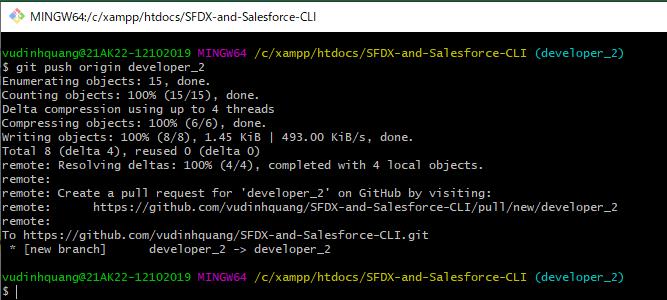 MINGW64:/c/xampp/htdocs/SFDX-and-Salesforce-CLI
vudinhquang@21AK22-12102019 MINGW64 /c/xampp/htdocs/SFDX-and-Salesforce-CLI (developer_2)
$ git push origin developer_2
Enumerating objects: 15, done.
Counting objects: 100% (15/15), done.
Delta compression using up to 4 threads
Compressing objects: 100% (6/6), done.
Writing objects: 100% (8/8), 1.45 KiB | 493.00 KiB/s, done.
Total 8 (delta 4), reused 0 (delta 0)
remote: Resolving deltas: 100% (4/4), completed with 4 local objects.
remote:
remote: Create a pull request for 'developer_2' on GitHub by visiting:
remote:      https://github.com/vudinhquang/SFDX-and-Salesforce-CLI/pull/new/developer_2
remote:
To https://github.com/vudinhquang/SFDX-and-Salesforce-CLI.git
 * [new branch]      developer_2 -> developer_2
vudinhquang@21AK22-12102019 MINGW64 /c/xampp/htdocs/SFDX-and-Salesforce-CLI (developer_2)
$